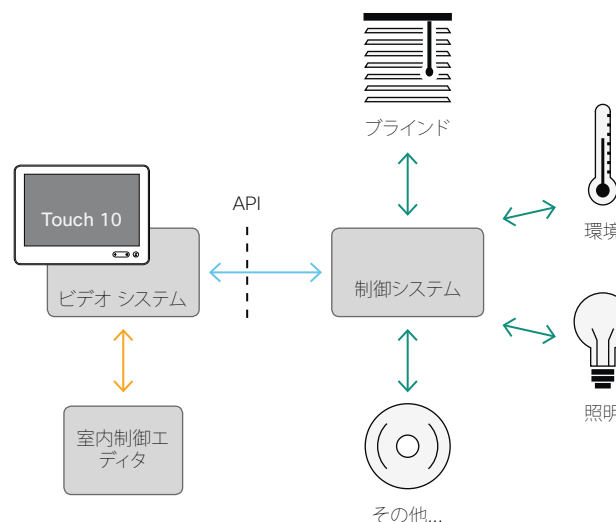 ブラインド
Touch 10
API
環境
ビデオ システム
制御システム
室内制御エ
ディタ
照明
その他...